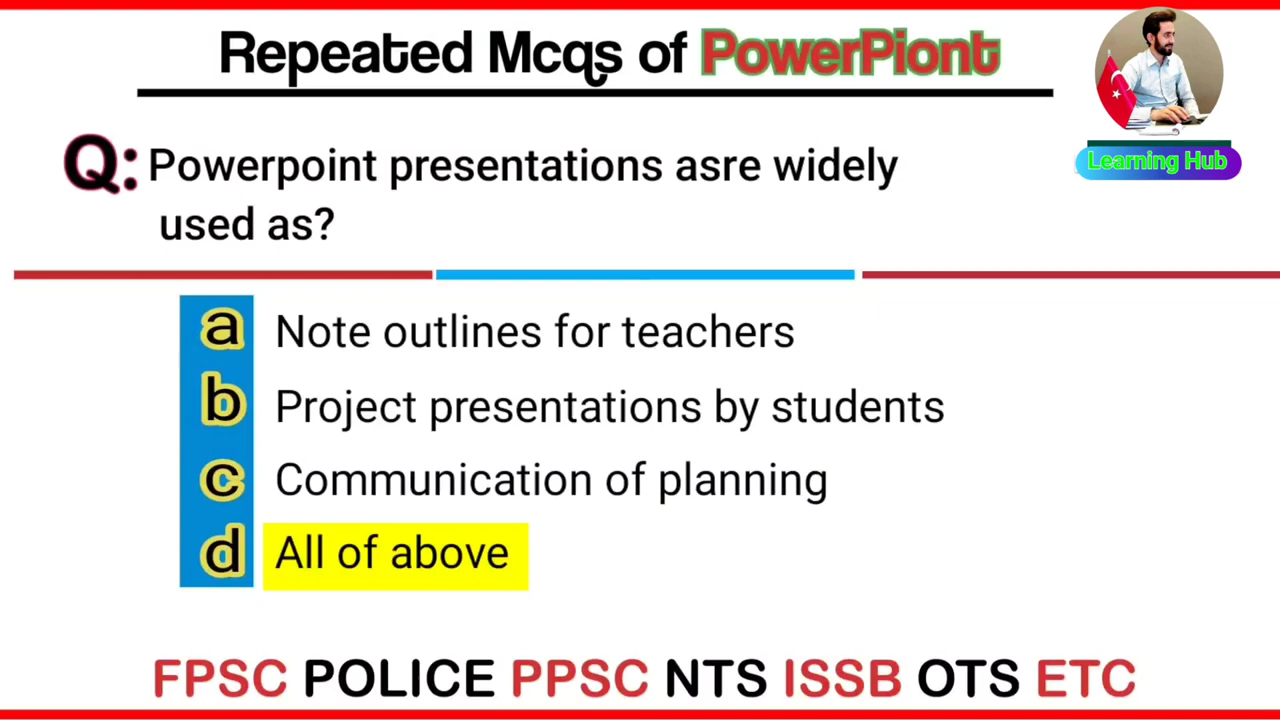 Repeated Mcqs of PowerPiont
Learning Hub
Q: Powerpoint presentations asre widely
used as?
a Note outlines for teachers
b Project presentations by students
c Communication of planning
d All of above
FPSC POLICE PPSC NTS ISSB OTS ETC